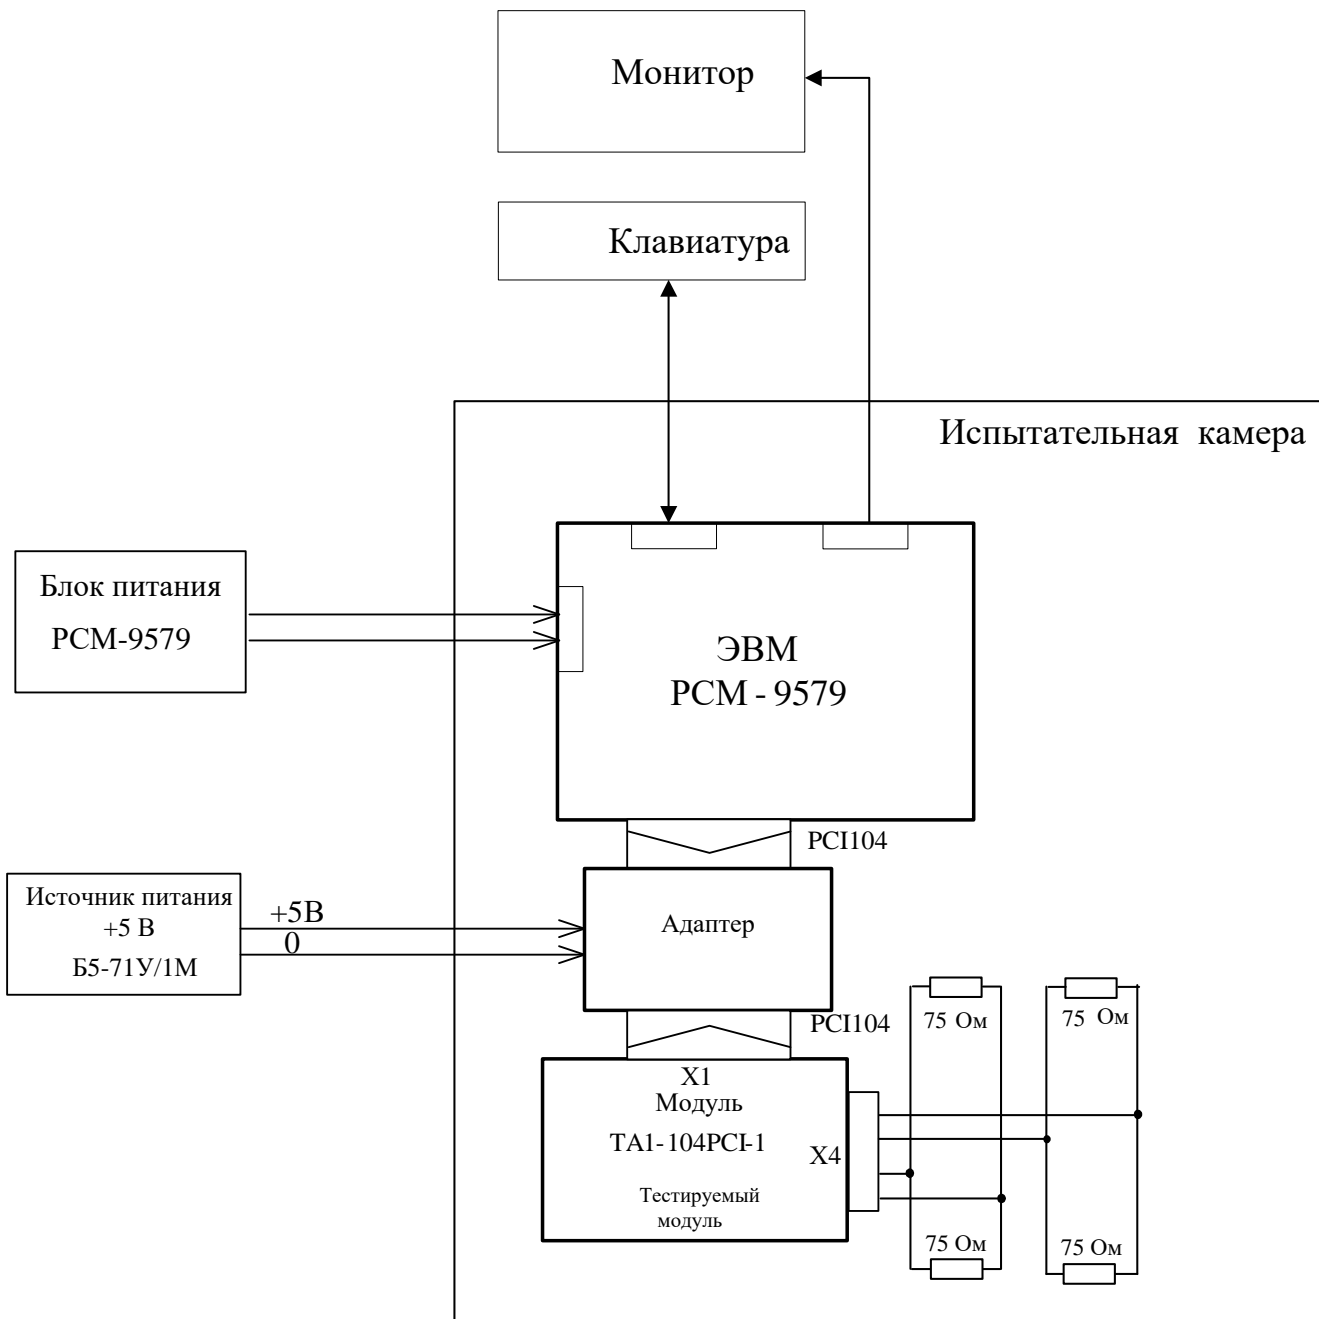 Монитор
Клавиатура
Испытательная камера
Блок питания
РСМ-9579
ЭВМ
РСМ - 9579
PCI104
Источник питания
+5 В
Б5-71У/1М
+5В
0
Адаптер
PCI104
X1
Модуль
ТА1-104PCI-1
X4
Тестируемый
модуль
75 Ом
75 Ом
75 Ом
75 Ом